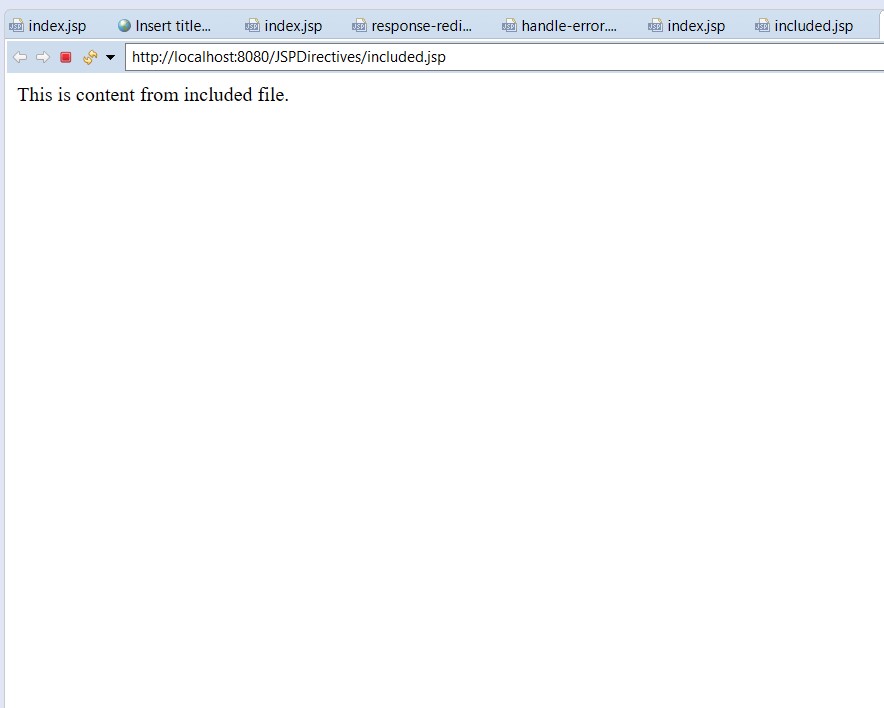 index.jsp Insert title... index.jsp response-redi... handle-error.... index.jsp included.jsp
http://localhost:8080/JSPDirectives/included.jsp
This is content from included file.